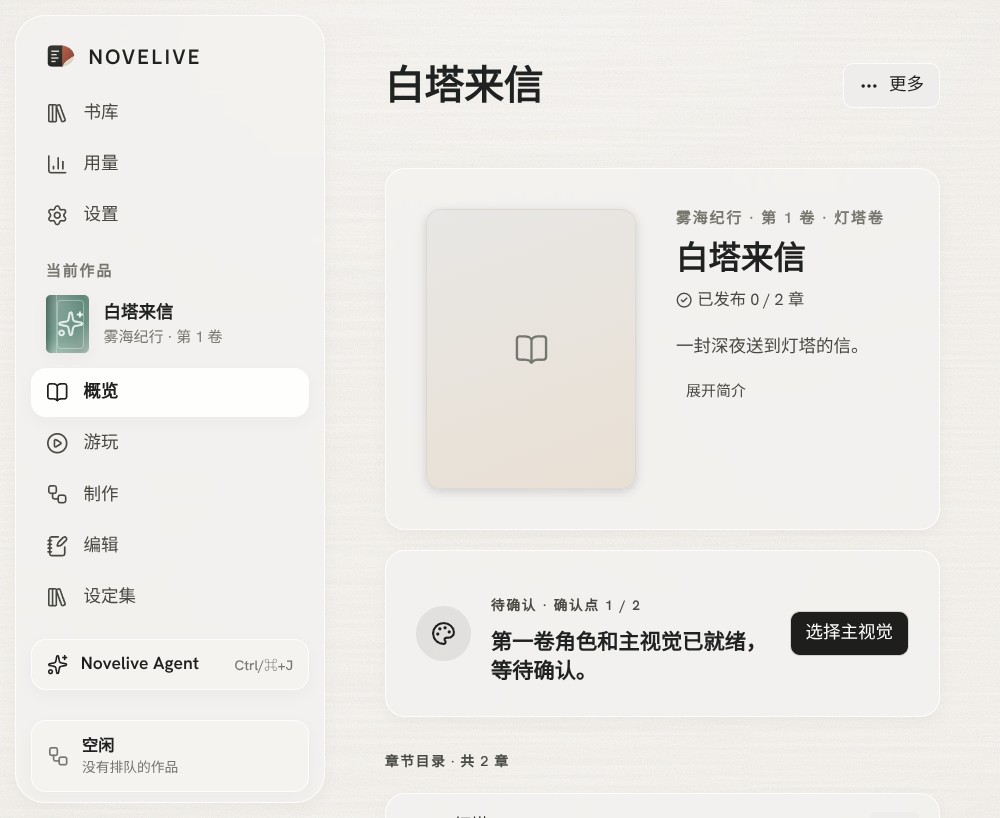 NOVELIVE
书库
用量
设置
当前作品
白塔来信
雾海纪行 · 第 1 卷
概览
游玩
制作
编辑
设定集
Novelive Agent
Ctrl/⌘+J
空闲
没有排队的作品
白塔来信
更多
雾海纪行 · 第 1 卷 · 灯塔卷
白塔来信
已发布 0 / 2 章
一封深夜送到灯塔的信。
展开简介
待确认 · 确认点 1 / 2
第一卷角色和主视觉已就绪，
等待确认。
选择主视觉
章节目录 · 共 2 章